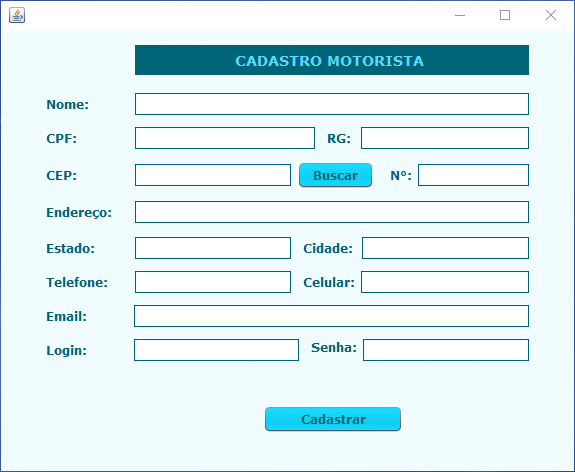 CADASTRO MOTORISTA
Nome:
CPF: RG:
CEP: Buscar Nº:
Endereço:
Estado: Cidade:
Telefone: Celular:
Email:
Login: Senha:
Cadastrar